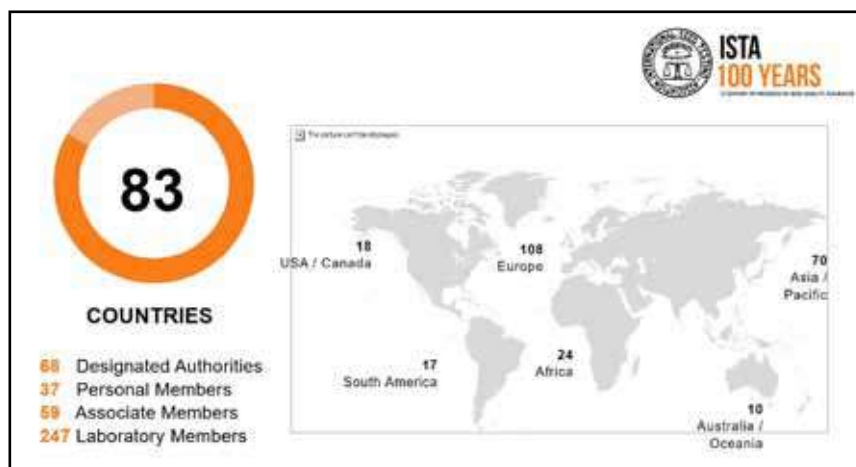 ISTA
100 YEARS
83
COUNTRIES
68 Designated Authorities
37 Personal Members
59 Associate Members
247 Laboratory Members
18
USA / Canada
108
Europe
70
Asia /
Pacific
17
South America
24
Africa
10
Australia /
Oceania